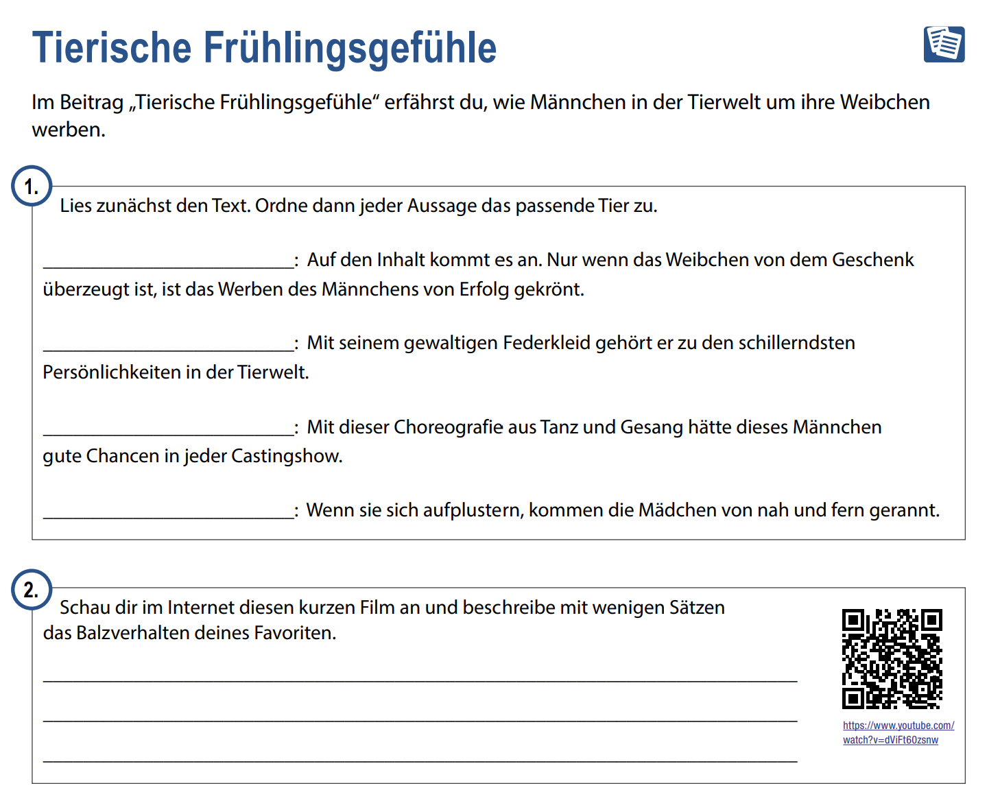 Tierische Frühlingsgefühle
Im Beitrag „Tierische Frühlingsgefühle“ erfährst du, wie Männchen in der Tierwelt um ihre Weibchen
werben.
1.
Lies zunächst den Text. Ordne dann jeder Aussage das passende Tier zu.
__________________________: Auf den Inhalt kommt es an. Nur wenn das Weibchen von dem Geschenk
überzeugt ist, ist das Werben des Männchens von Erfolg gekrönt.
__________________________: Mit seinem gewaltigen Federkleid gehört er zu den schillerndsten
Persönlichkeiten in der Tierwelt.
__________________________: Mit dieser Choreografie aus Tanz und Gesang hätte dieses Männchen
gute Chancen in jeder Castingshow.
__________________________: Wenn sie sich aufplustern, kommen die Mädchen von nah und fern gerannt.
2.
Schau dir im Internet diesen kurzen Film an und beschreibe mit wenigen Sätzen
das Balzverhalten deines Favoriten.
https://www.youtube.com/
watch?v=dViFt60zsnw